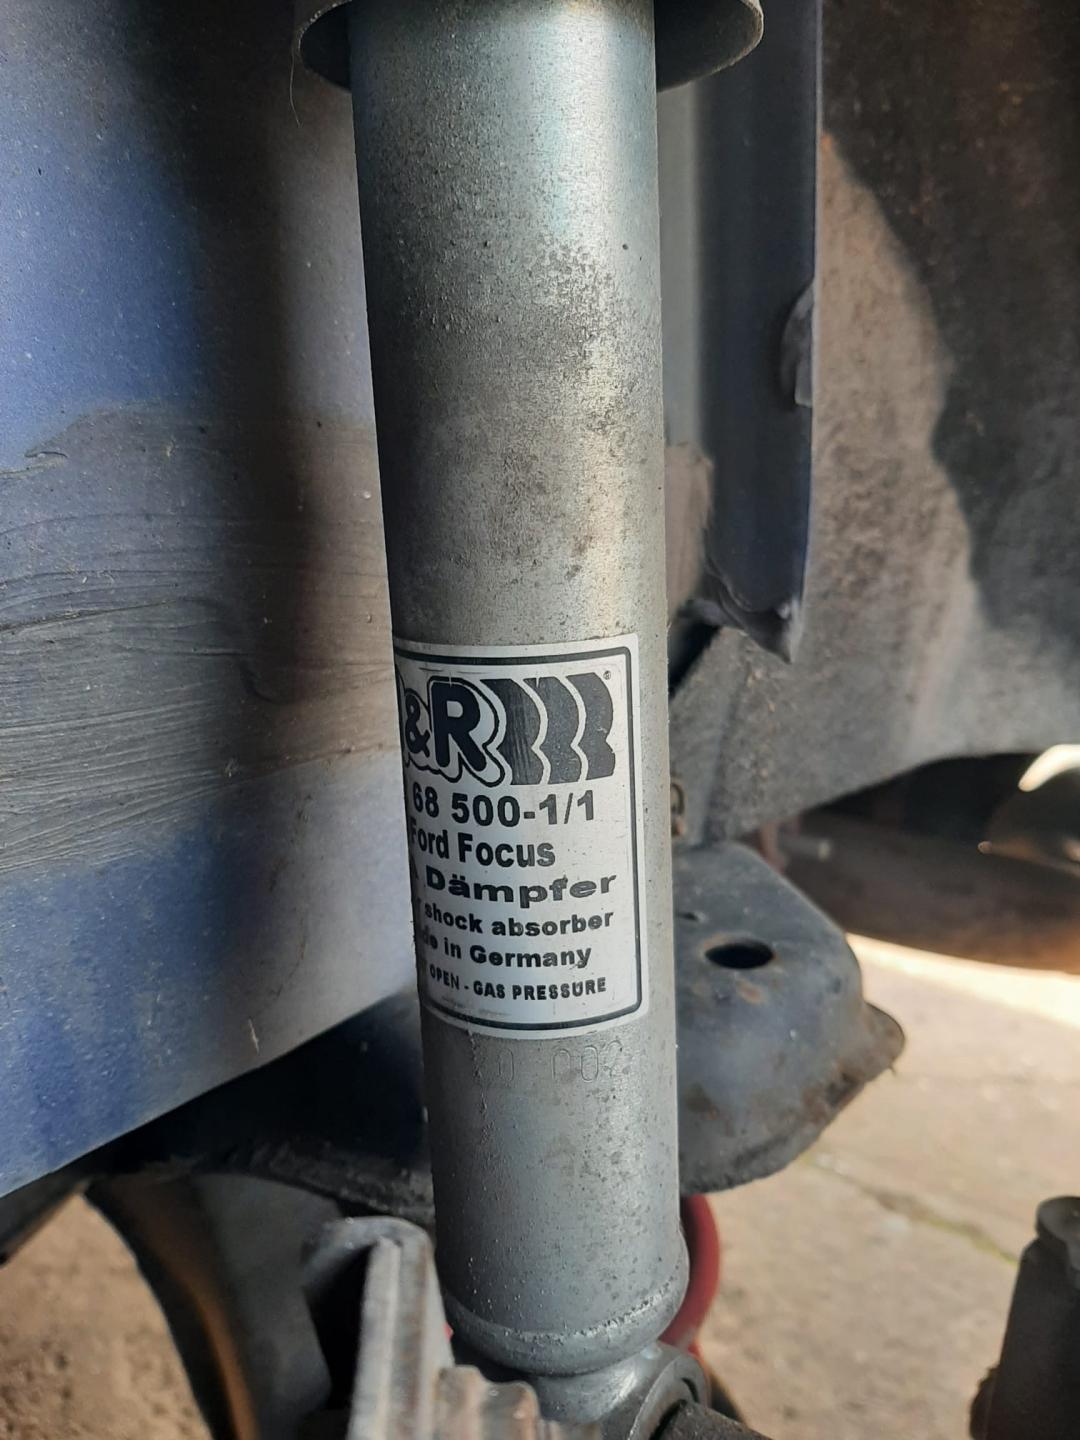 &R®
68 500-1/1
Ford Focus
Dämpfer
shock absorber
in Germany
OPEN - GAS PRESSURE